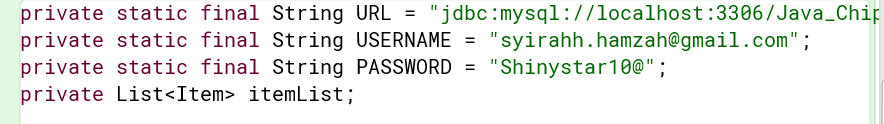 private static final String URL = "jdbc:mysql://localhost:3306/Java_Chip
private static final String USERNAME = "syirahh.hamzah@gmail.com";
private static final String PASSWORD = "Shinystar10@";
private List<Item> itemList;